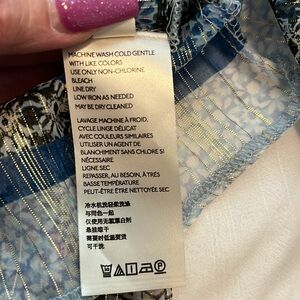 MACHINE WASH COLD GENTLE
WITH LIKE COLORS
USE ONLY NON-CHLORINE
BLEACH
LINE DRY
LOW IRON AS NEEDED
MAY BE DRY CLEANED
LAVAGE MACHINE À FROID,
CYCLE LINGE DÉLICAT
AVEC COULEURS SIMILAIRES
UTILISER UN AGENT DE
BLANCHIMENT SANS CHLORE SI
NÉCESSAIRE
LIGNE SEC
REPASSER, AU BESOIN, À TRÈS
BASSE TEMPÉRATURE
PEUT-ÊTRE ÊTRE NETTOYÉE SEC
冷水机洗轻柔洗涤
与同色一起
仅使用无氯漂白剂
悬挂晾干
需要时低温熨烫
可干洗